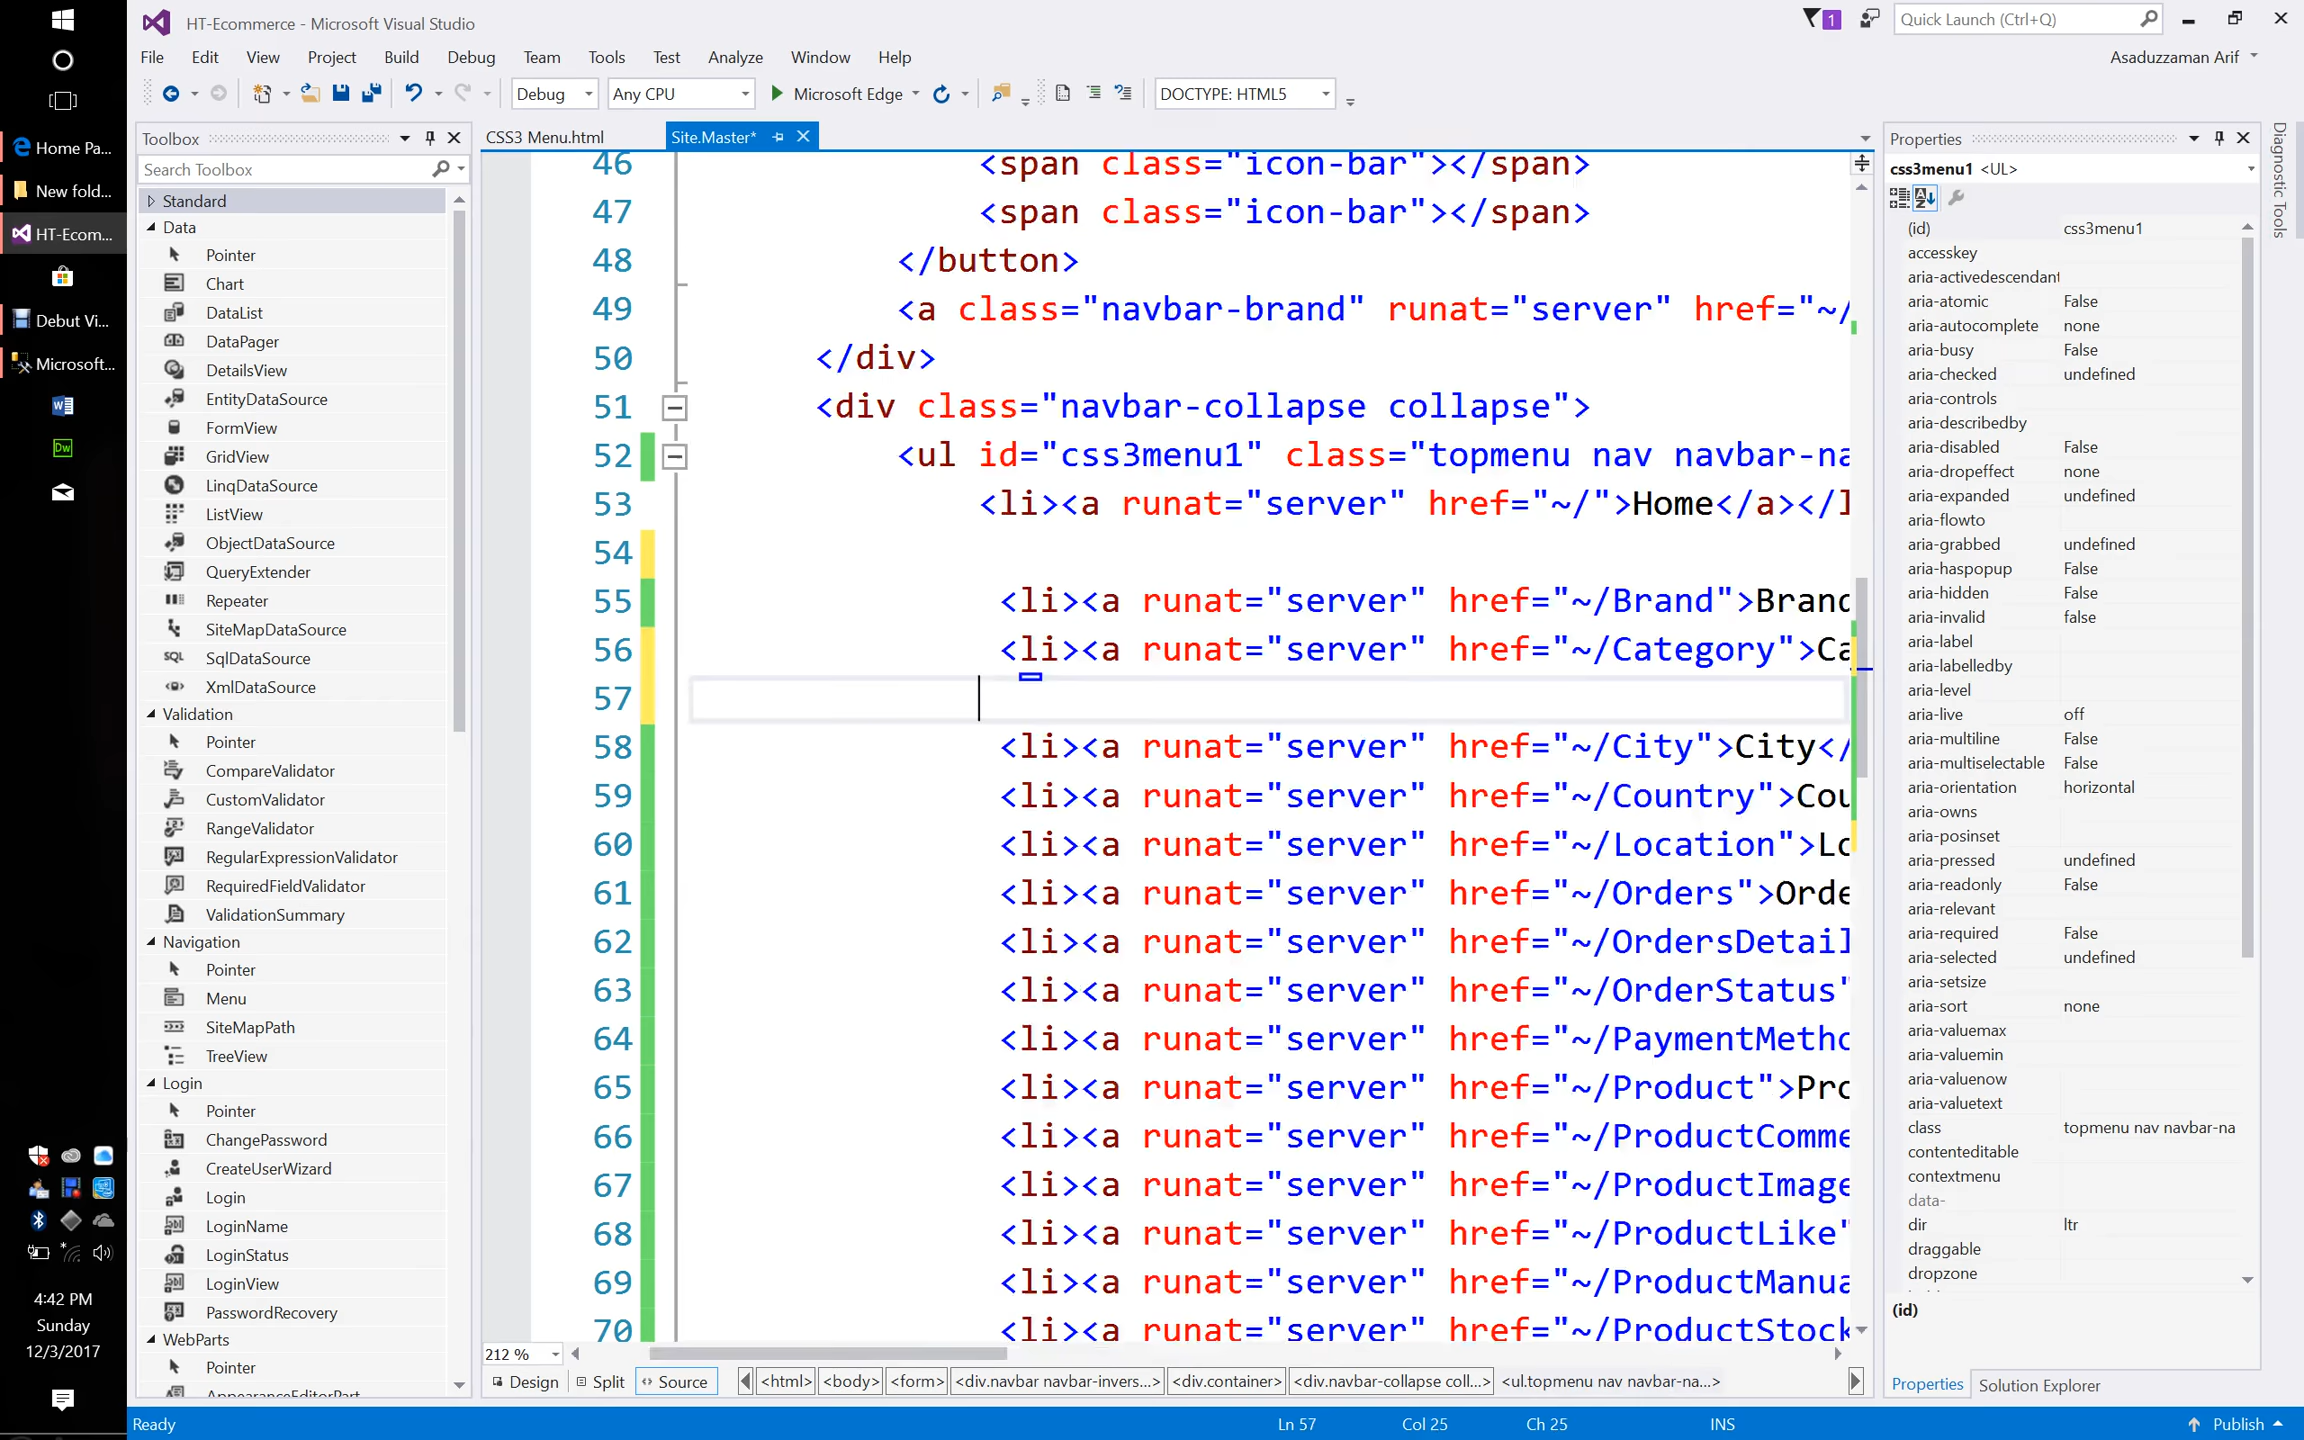 HT-Ecommerce - Microsoft Visual Studio
1
Quick Launch (Ctrl+Q)
File Edit View Project Build Debug Team Tools Test Analyze Window Help
Asaduzzaman Arif
Debug
Any CPU
Microsoft Edge
DOCTYPE: HTML5
Home Pa...
New fold...
HT-Ecom...
Debut Vi...
Microsoft...
4:42 PM
Sunday
12/3/2017
Toolbox
Search Toolbox
Standard
Data
Pointer
Chart
DataList
DataPager
DetailsView
EntityDataSource
FormView
GridView
LinqDataSource
ListView
ObjectDataSource
QueryExtender
Repeater
SiteMapDataSource
SQL SqlDataSource
XmlDataSource
Validation
Pointer
CompareValidator
CustomValidator
RangeValidator
RegularExpressionValidator
RequiredFieldValidator
ValidationSummary
Navigation
Pointer
Menu
SiteMapPath
TreeView
Login
Pointer
ChangePassword
CreateUserWizard
Login
LoginName
LoginStatus
LoginView
PasswordRecovery
WebParts
Pointer
AppearanceEditorPart
CSS3 Menu.html
Site.Master*
46 <span class="icon-bar"></span>
47 <span class="icon-bar"></span>
48 </button>
49 <a class="navbar-brand" runat="server" href="~/
50 </div>
51 <div class="navbar-collapse collapse">
52 <ul id="css3menu1" class="topmenu nav navbar-na
53 <li><a runat="server" href="~/">Home</a></l
54
55 <li><a runat="server" href="~/Brand">Brand
56 <li><a runat="server" href="~/Category">Ca
57
58 <li><a runat="server" href="~/City">City</
59 <li><a runat="server" href="~/Country">Cou
60 <li><a runat="server" href="~/Location">Lo
61 <li><a runat="server" href="~/Orders">Orde
62 <li><a runat="server" href="~/OrdersDetail
63 <li><a runat="server" href="~/OrderStatus"
64 <li><a runat="server" href="~/PaymentMetho
65 <li><a runat="server" href="~/Product">Pro
66 <li><a runat="server" href="~/ProductComme
67 <li><a runat="server" href="~/ProductImage
68 <li><a runat="server" href="~/ProductLike"
69 <li><a runat="server" href="~/ProductManua
70 <li><a runat="server" href="~/ProductStock
212 %
Design Split Source
<html> <body> <form> <div.navbar navbar-invers...> <div.container> <div.navbar-collapse coll...> <ul.topmenu nav navbar-na...>
Properties
css3menu1 <UL>
(id) css3menu1
accesskey
aria-activedescendant
aria-atomic False
aria-autocomplete none
aria-busy False
aria-checked undefined
aria-controls
aria-describedby
aria-disabled False
aria-dropeffect none
aria-expanded undefined
aria-flowto
aria-grabbed undefined
aria-haspopup False
aria-hidden False
aria-invalid false
aria-label
aria-labelledby
aria-level
aria-live off
aria-multiline False
aria-multiselectable False
aria-orientation horizontal
aria-owns
aria-posinset
aria-pressed undefined
aria-readonly False
aria-relevant
aria-required False
aria-selected undefined
aria-setsize
aria-sort none
aria-valuemax
aria-valuemin
aria-valuenow
aria-valuetext
class topmenu nav navbar-na
contenteditable
contextmenu
data-
dir ltr
draggable
dropzone
(id)
Properties Solution Explorer
Diagnostic Tools
Ready
Ln 57 Col 25 Ch 25 INS
Publish